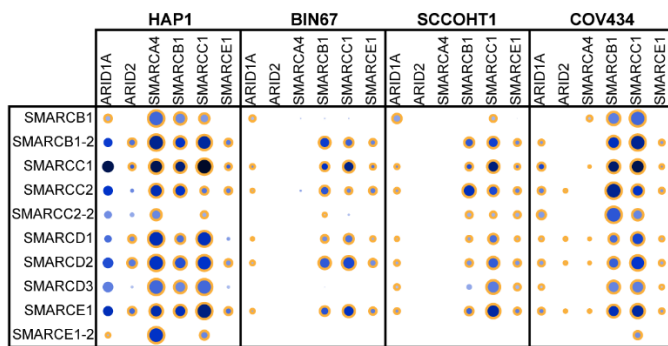 HAP1 BIN67 SCCOHT1 COV434
ARID1A ARID2 SMARCA4 SMARCB1 SMARCC1 SMARCE1 ARID1A ARID2 SMARCA4 SMARCB1 SMARCC1 SMARCE1 ARID1A ARID2 SMARCA4 SMARCB1 SMARCC1 SMARCE1 ARID1A ARID2 SMARCA4 SMARCB1 SMARCC1 SMARCE1
SMARCB1
SMARCB1-2
SMARCC1
SMARCC2
SMARCC2-2
SMARCD1
SMARCD2
SMARCD3
SMARCE1
SMARCE1-2